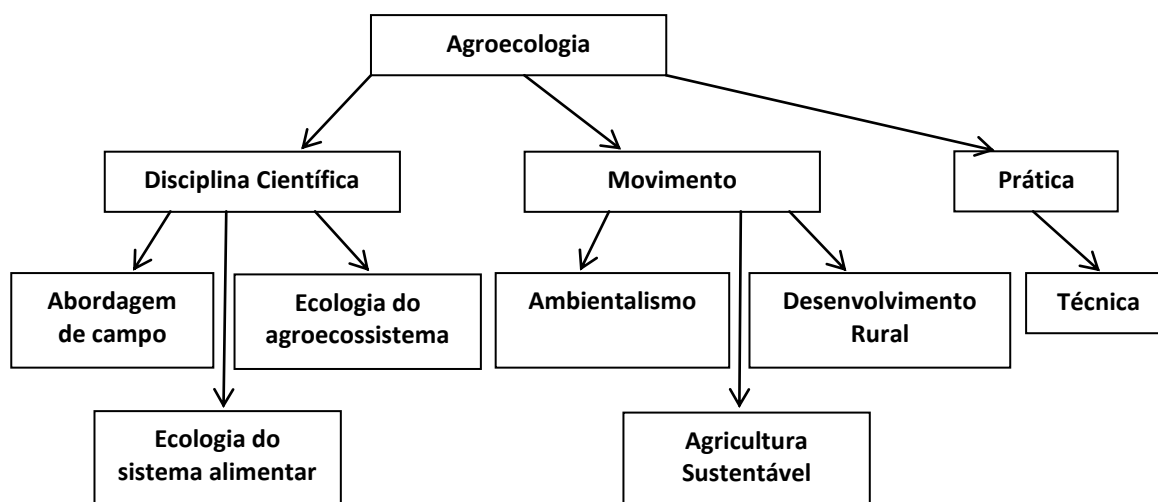 Agroecologia
Disciplina Científica
Movimento
Prática
Abordagem
de campo
Ecologia do
agroecossistema
Ambientalismo
Desenvolvimento
Rural
Técnica
Ecologia do
sistema alimentar
Agricultura
Sustentável